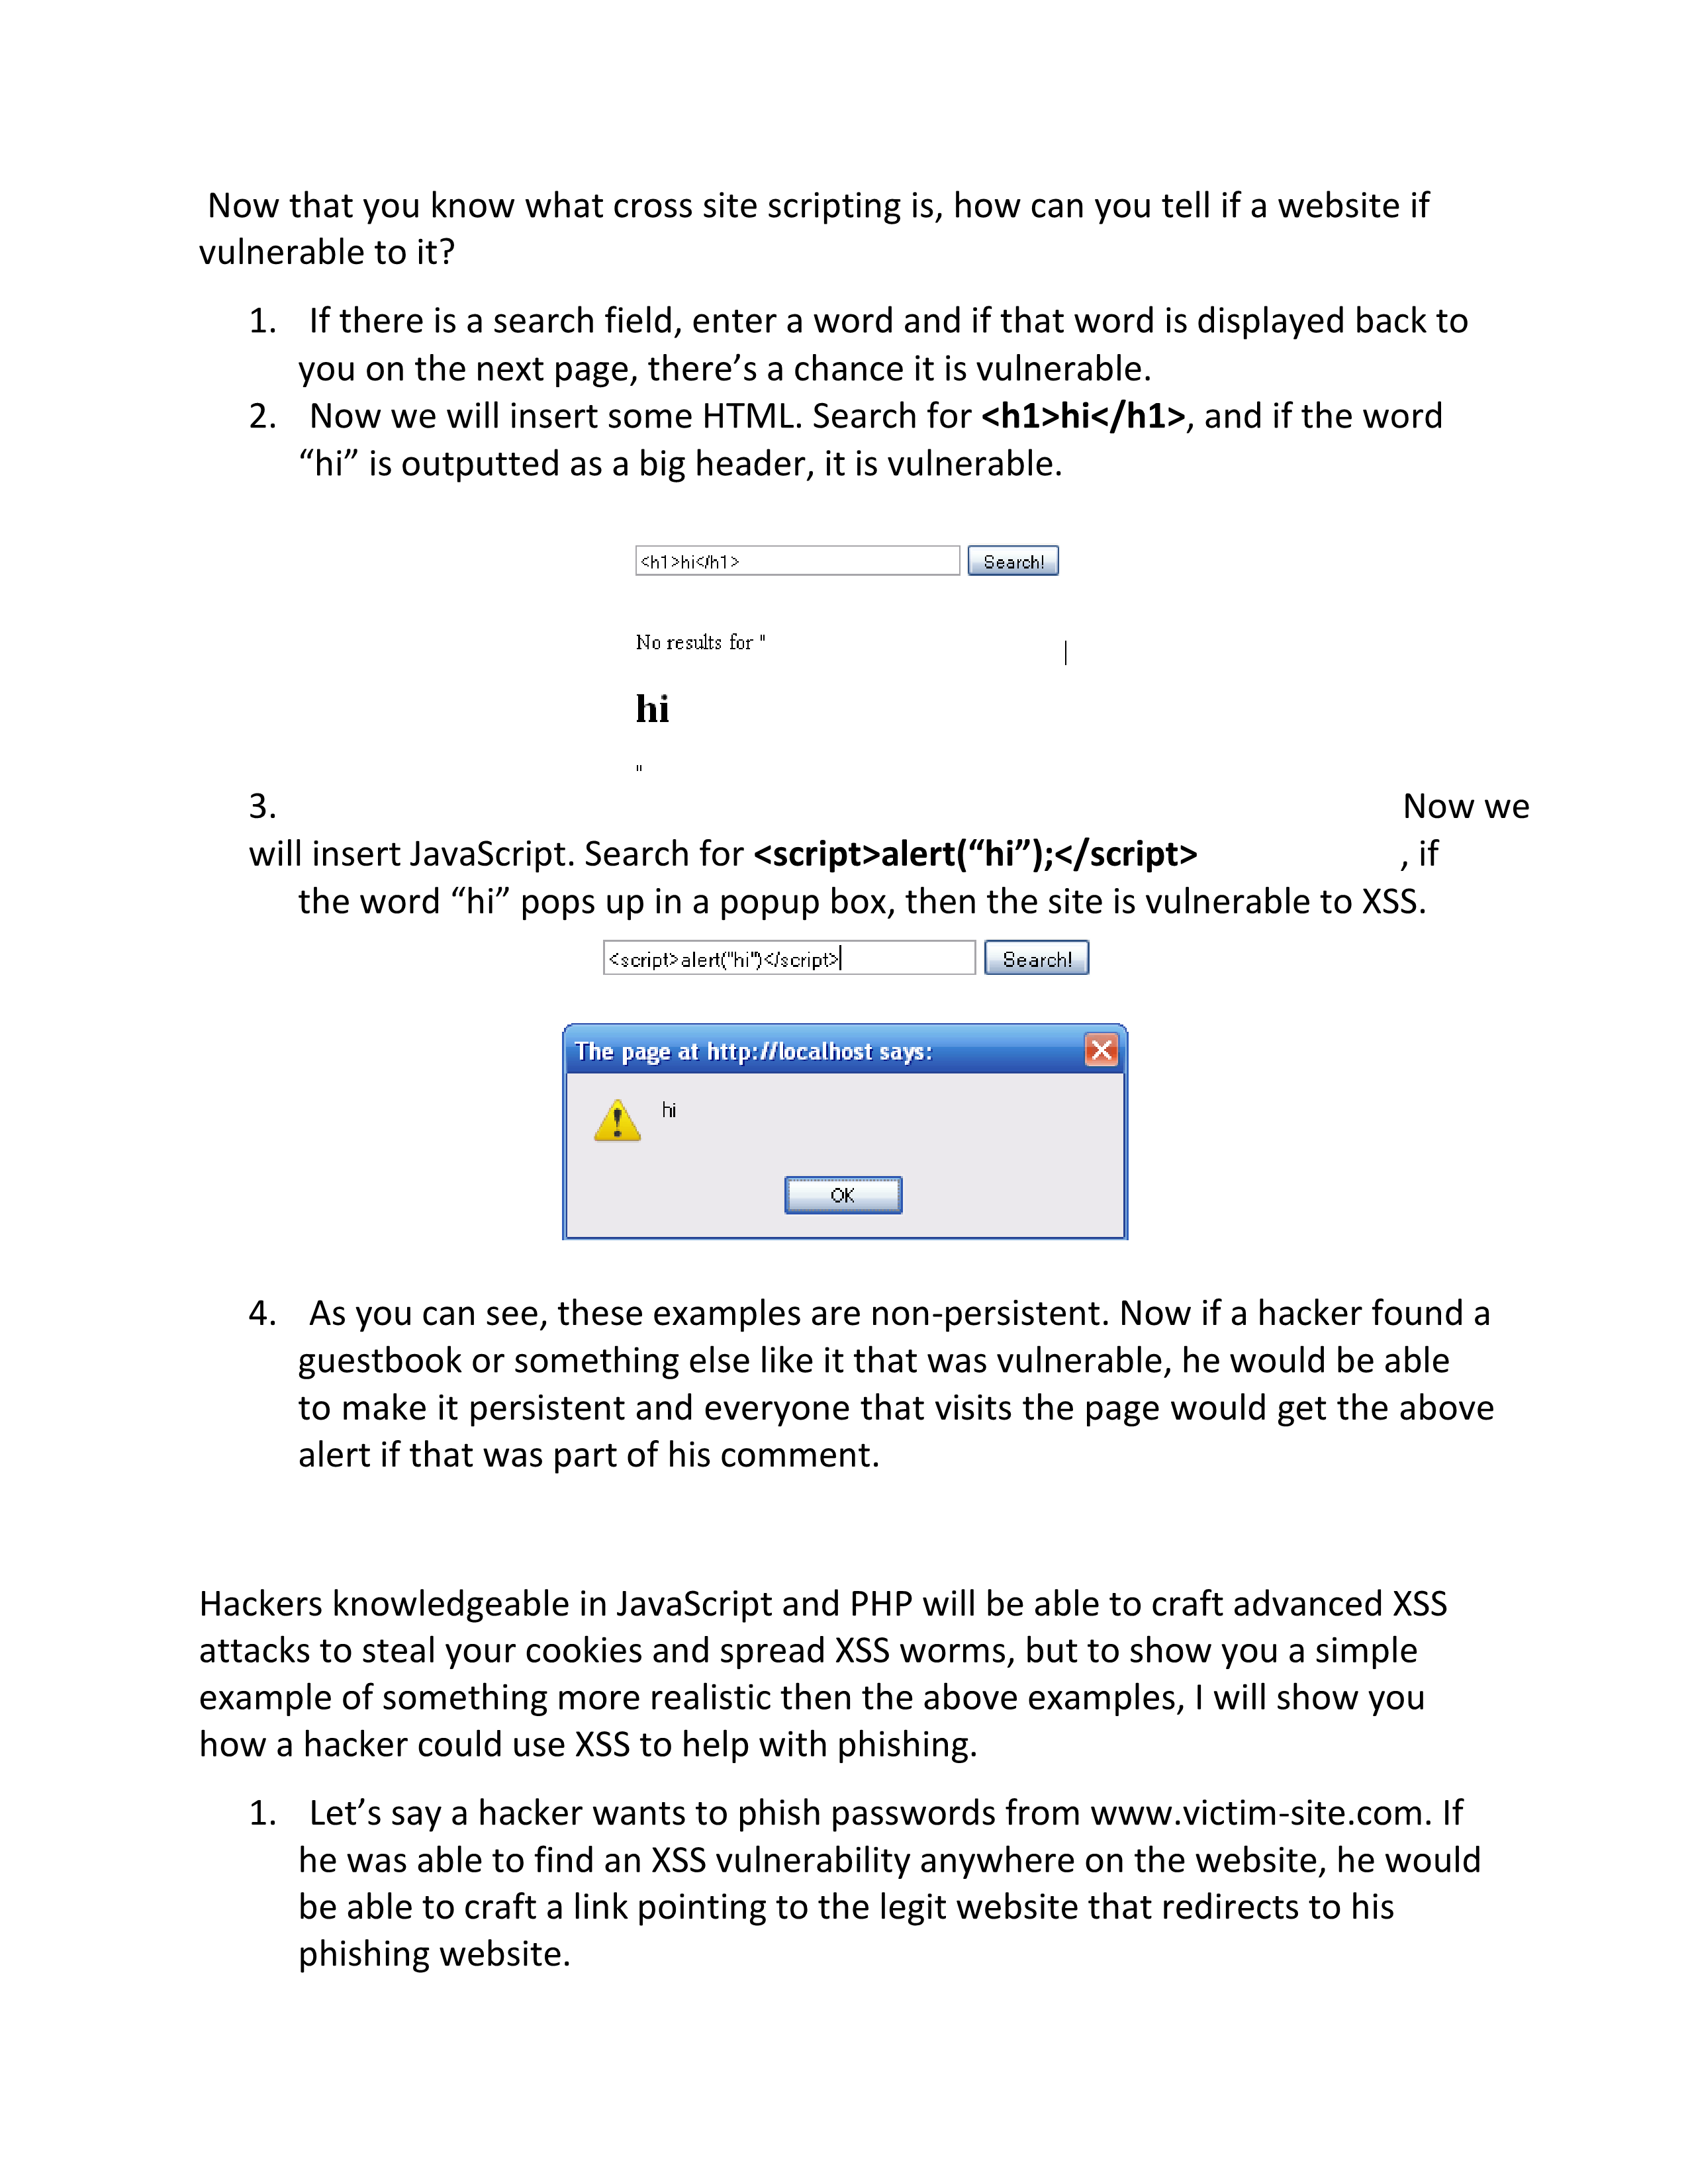 Now that you know what cross site scripting is, how can you tell if a website if
vulnerable to it?
1. If there is a search field, enter a word and if that word is displayed back to
you on the next page, there’s a chance it is vulnerable.
2. Now we will insert some HTML. Search for <h1>hi</h1>, and if the word
“hi” is outputted as a big header, it is vulnerable.
<h1>hi</h1> Search!
No results for "
hi
"
3. Now we
will insert JavaScript. Search for <script>alert(“hi”);</script> , if
the word “hi” pops up in a popup box, then the site is vulnerable to XSS.
<script>alert("hi")</script> Search!
The page at http://localhost says:
hi
OK
4. As you can see, these examples are non-persistent. Now if a hacker found a
guestbook or something else like it that was vulnerable, he would be able
to make it persistent and everyone that visits the page would get the above
alert if that was part of his comment.
Hackers knowledgeable in JavaScript and PHP will be able to craft advanced XSS
attacks to steal your cookies and spread XSS worms, but to show you a simple
example of something more realistic then the above examples, I will show you
how a hacker could use XSS to help with phishing.
1. Let’s say a hacker wants to phish passwords from www.victim-site.com. If
he was able to find an XSS vulnerability anywhere on the website, he would
be able to craft a link pointing to the legit website that redirects to his
phishing website.